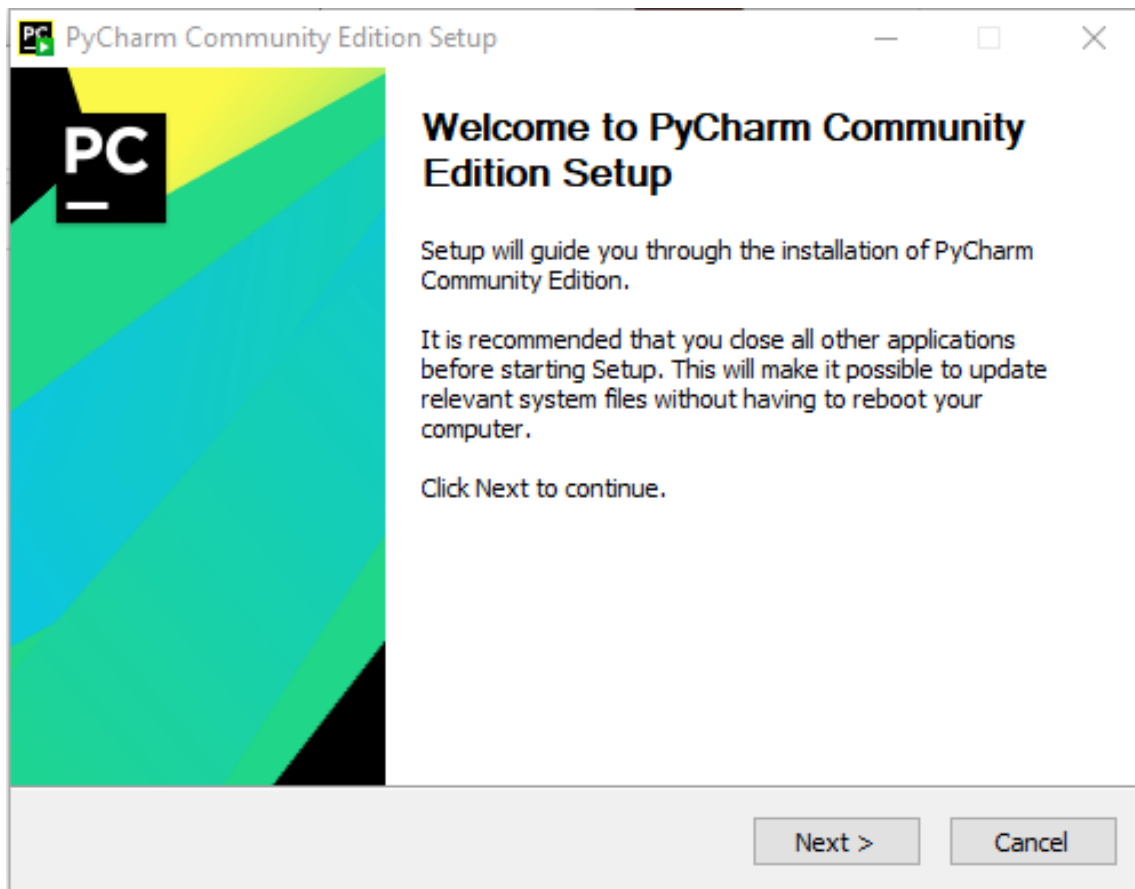 PyCharm Community Edition Setup
PC
Welcome to PyCharm Community
Edition Setup
Setup will guide you through the installation of PyCharm
Community Edition.
It is recommended that you close all other applications
before starting Setup. This will make it possible to update
relevant system files without having to reboot your
computer.
Click Next to continue.
Next >
Cancel